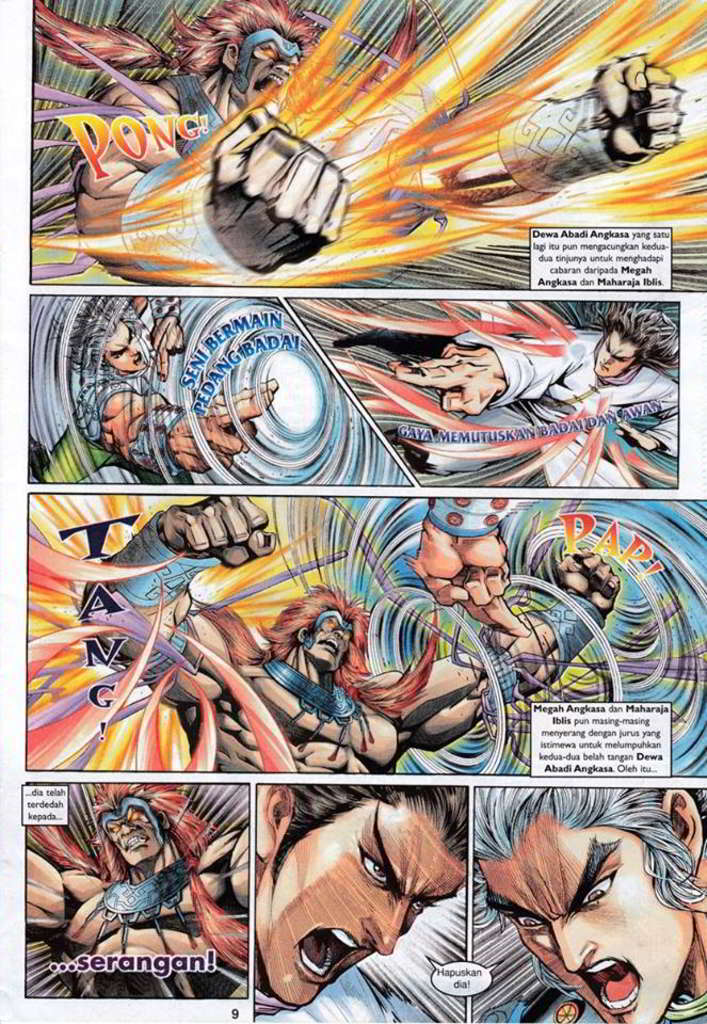 PONG!
Dewa Abadi Angkasa yang satu
lagi itu pun mengacungkan kedua-
dua tinjunya untuk menghadapi
cabaran daripada Megah
Angkasa dan Maharaja Iblis.
SENI BERMAIN
PEDANG BADAI
GAYA MEMUTUSKAN BADAI DAN AWAN
TANG!
PAP!
Megah Angkasa dan Maharaja
Iblis pun masing-masing
menyerang dengan jurus yang
istimewa untuk melumpuhkan
kedua-dua belah tangan Dewa
Abadi Angkasa. Oleh itu...
...dia telah
terdedah
kepada...
...serangan!
Hapuskan
dia!
9